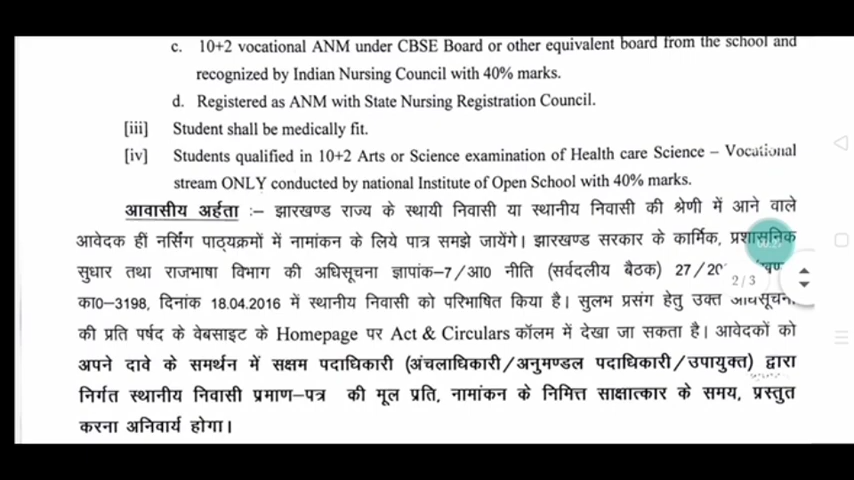 c. 10+2 vocational ANM under CBSE Board or other equivalent board from the school and
recognized by Indian Nursing Council with 40% marks.
d. Registered as ANM with State Nursing Registration Council.
[iii] Student shall be medically fit.
[iv] Students qualified in 10+2 Arts or Science examination of Health care Science – Vocational
stream ONLY conducted by national Institute of Open School with 40% marks.
आवासीय अर्हता :– झारखण्ड राज्य के स्थायी निवासी या स्थानीय निवासी की श्रेणी में आने वाले
आवेदक हीं नर्सिंग पाठ्यक्रमों में नामांकन के लिये पात्र समझे जायेंगे। झारखण्ड सरकार के कार्मिक, प्रशासनिक
सुधार तथा राजभाषा विभाग की अधिसूचना ज्ञापांक–7/आ0 नीति (सर्वदलीय बैठक) 27/20
2/3
का0–3198, दिनांक 18.04.2016 में स्थानीय निवासी को परिभाषित किया है। सुलभ प्रसंग हेतु उक्त अधिसूचना
की प्रति पर्षद के वेबसाइट के Homepage पर Act & Circulars कॉलम में देखा जा सकता है। आवेदकों को
अपने दावे के समर्थन में सक्षम पदाधिकारी (अंचलाधिकारी/अनुमण्डल पदाधिकारी/उपायुक्त) द्वारा
निर्गत स्थानीय निवासी प्रमाण–पत्र की मूल प्रति, नामांकन के निमित्त साक्षात्कार के समय, प्रस्तुत
करना अनिवार्य होगा।